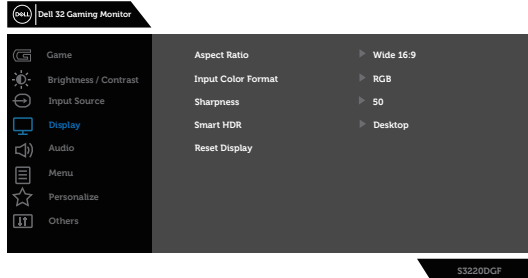 DELL
Dell 32 Gaming Monitor
Game
Brightness / Contrast
Input Source
Display
Audio
Menu
Personalize
Others
Aspect Ratio Wide 16:9
Input Color Format RGB
Sharpness 50
Smart HDR Desktop
Reset Display
S3220DGF